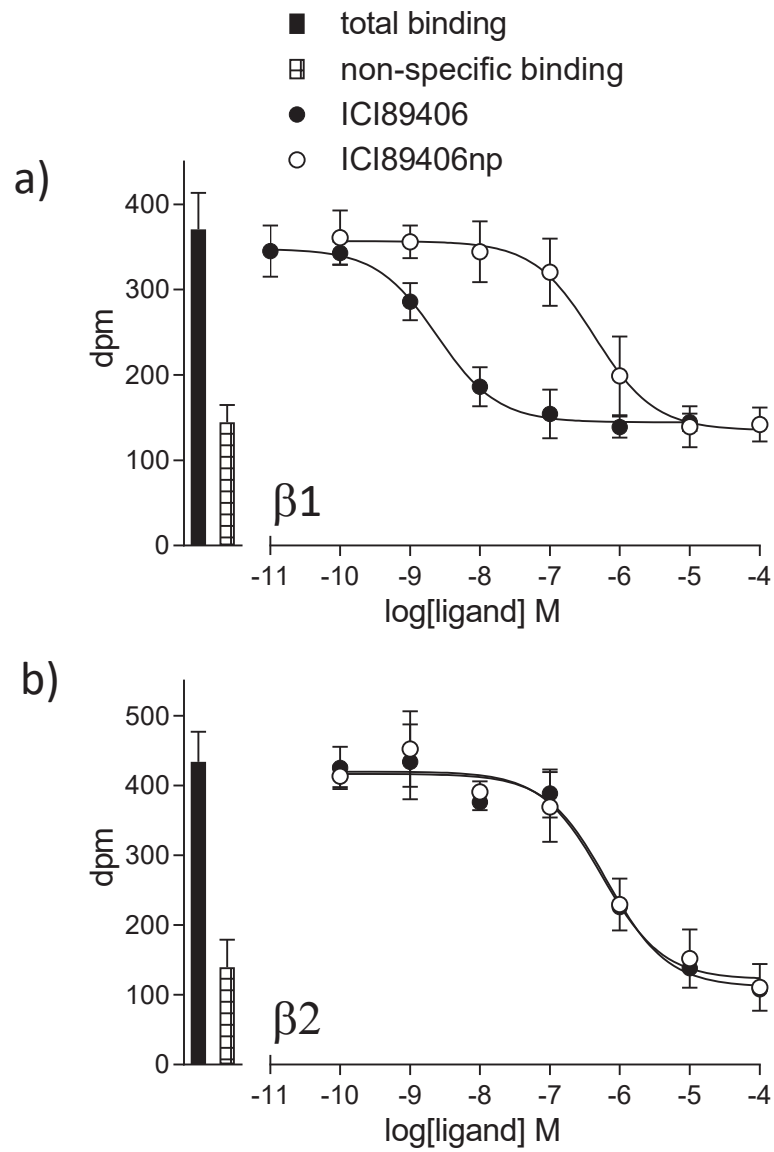 total binding
non-specific binding
ICI89406
ICI89406np
a)
400
300
200
100
0
dpm
β1
-11 -10 -9 -8 -7 -6 -5 -4
log[ligand] M
b)
500
400
300
200
100
0
dpm
β2
-11 -10 -9 -8 -7 -6 -5 -4
log[ligand] M